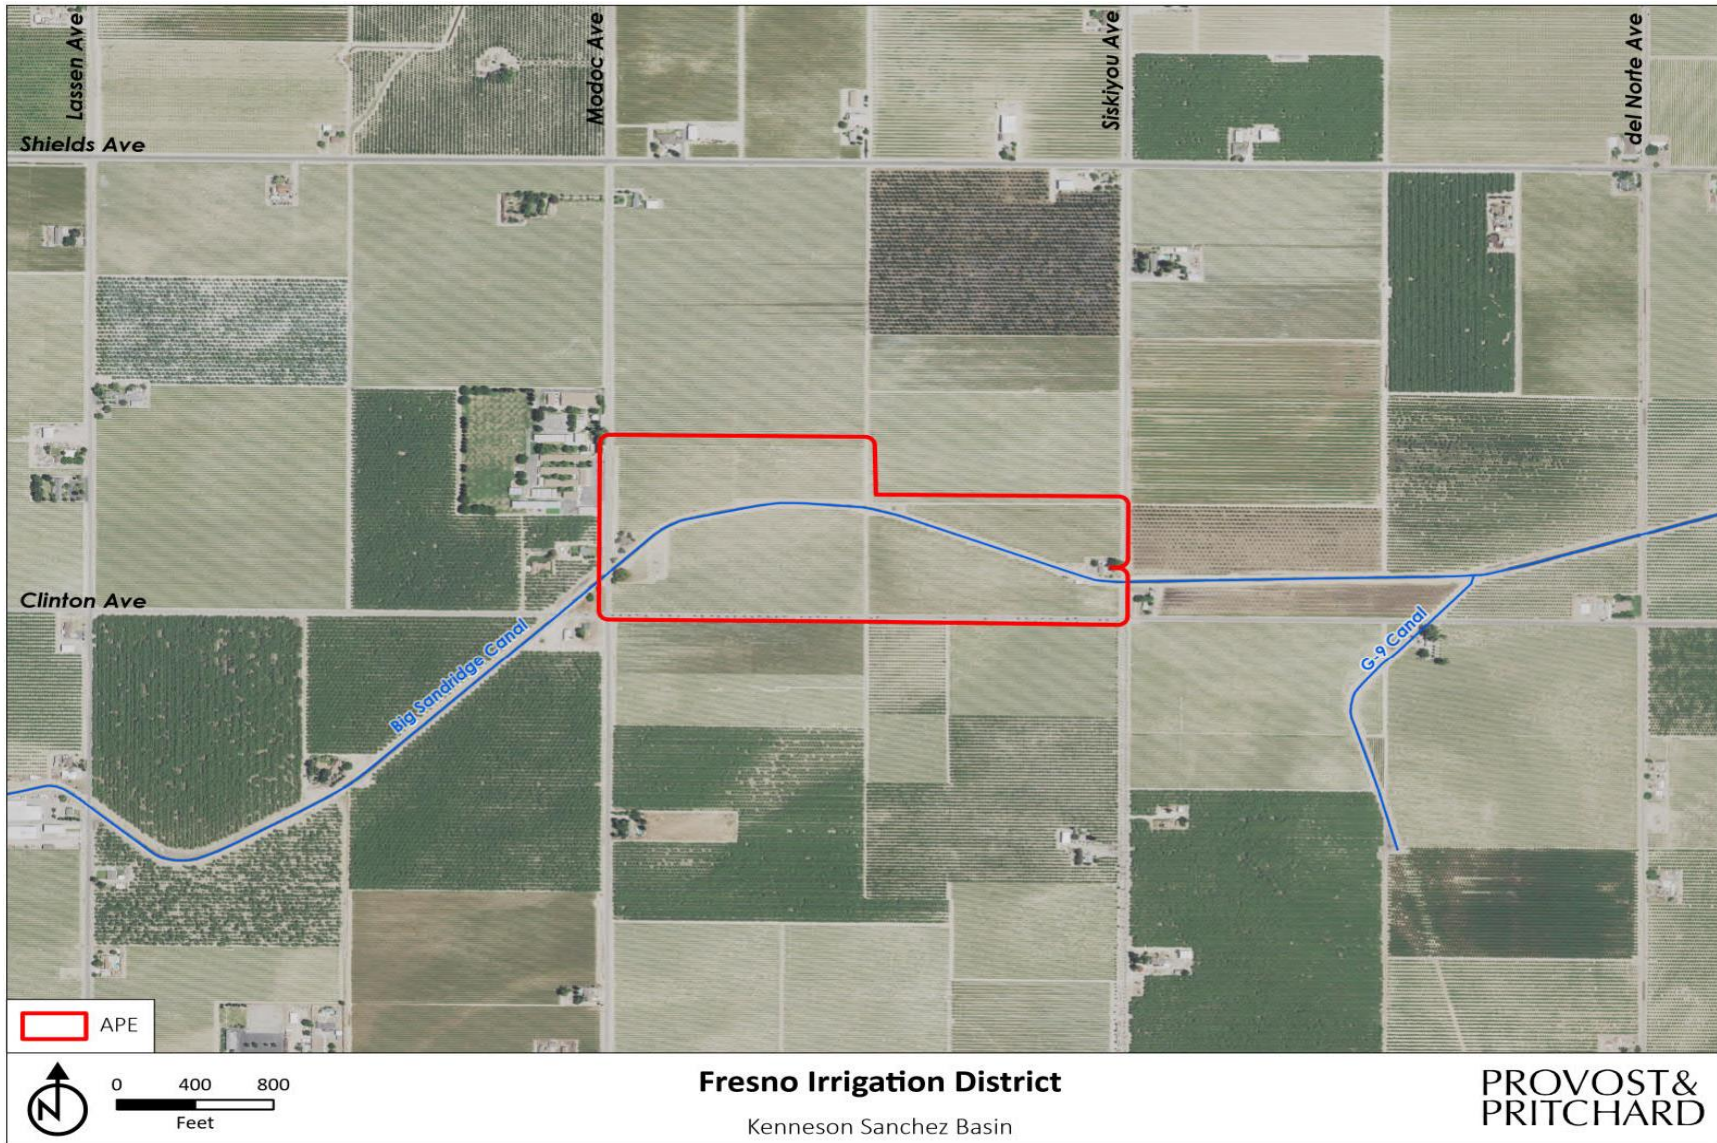 Lassen Ave
Modoc Ave
Siskiyou Ave
del Norte Ave
Shields Ave
Clinton Ave
Big Sandridge Canal
G-9 Canal
APE
N
0 400 800
Feet
Fresno Irrigation District
Kenneson Sanchez Basin
PROVOST&
PRITCHARD